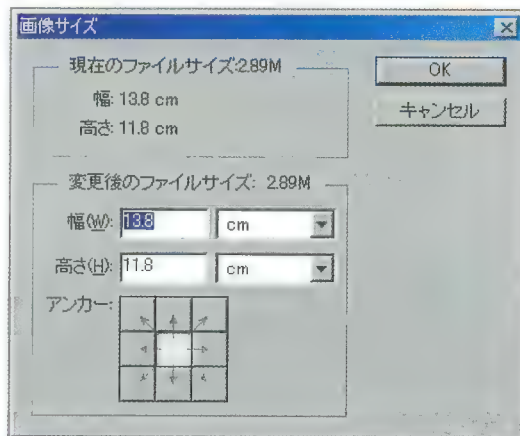 画像サイズ
現在のファイルサイズ:2.89M
幅: 13.8 cm
高さ: 11.8 cm
OK
キャンセル
変更後のファイルサイズ: 2.89M
幅(W): 13.8 cm
高さ(H): 11.8 cm
アンカー: